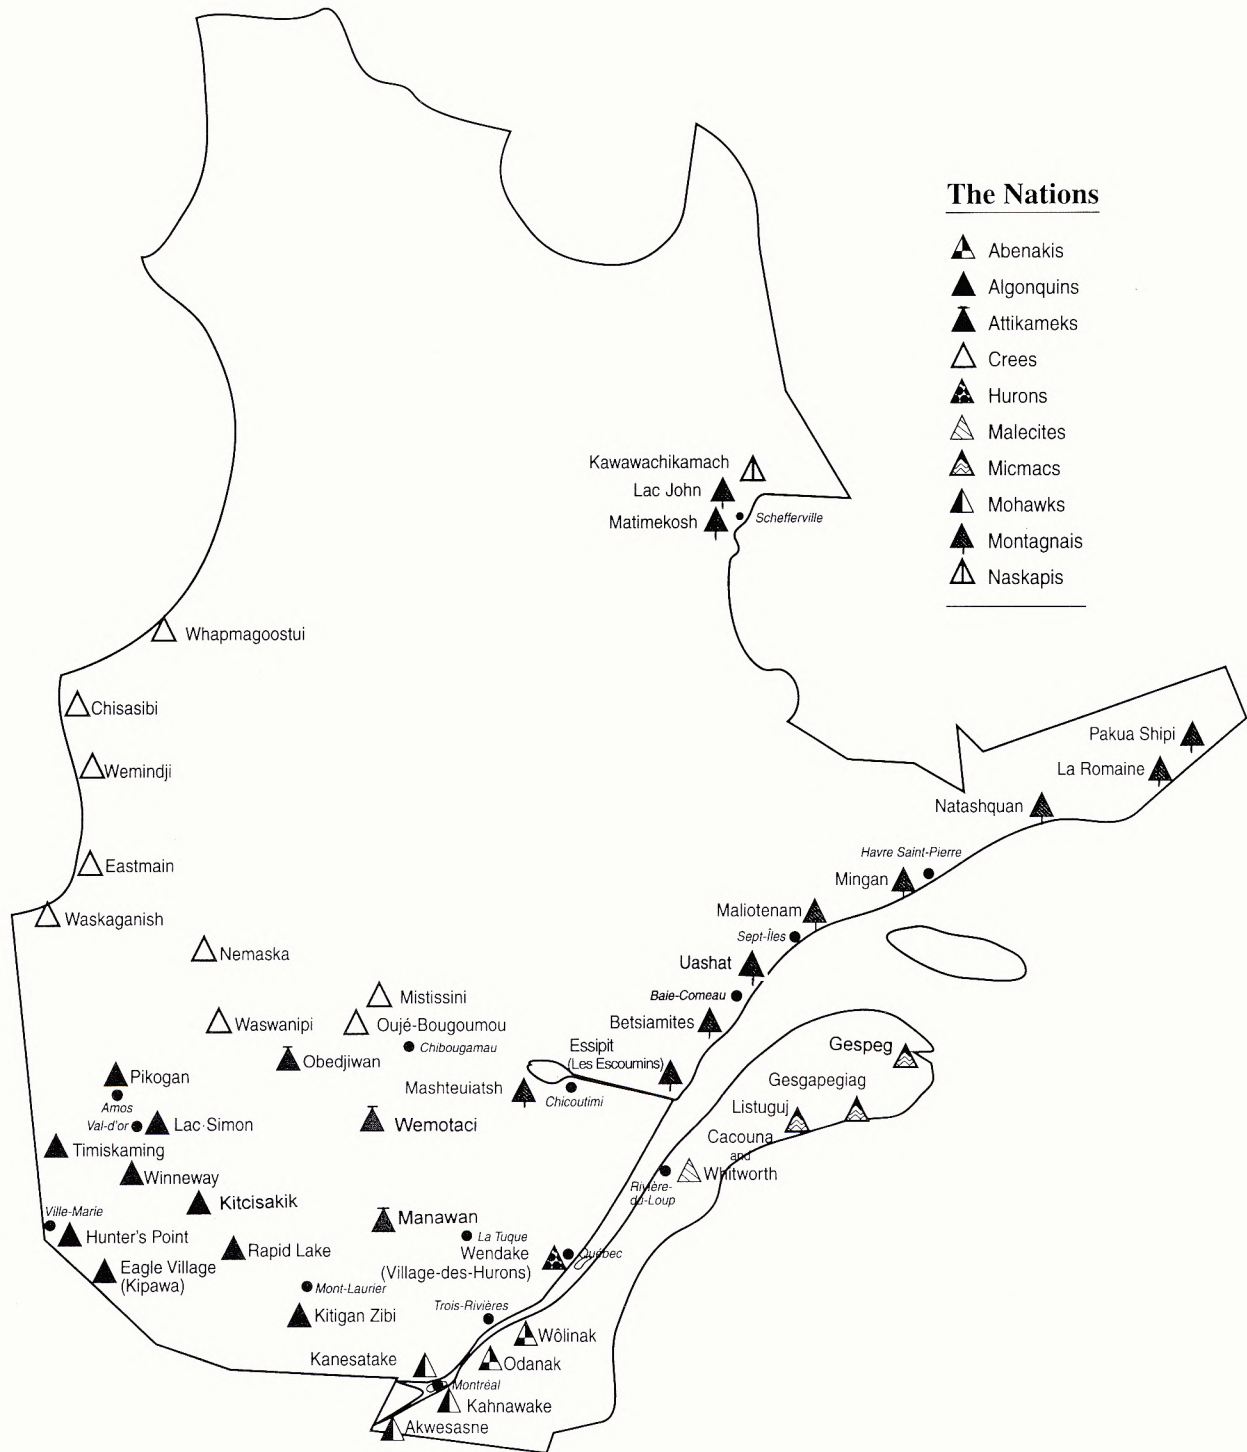 The Nations
Abenakis
Algonquins
Attikameks
Crees
Hurons
Malecites
Micmacs
Mohawks
Montagnais
Naskapis
Kawawachikamach
Lac John
Matimekosh
Schefferville
Whapmagoostui
Chisasibi
Wemindji
Eastmain
Waskaganish
Nemaska
Mistissini
Waswanipi
Oujé-Bougoumou
Chibougamau
Obedjiwan
Pakua Shipi
La Romaine
Natashquan
Havre Saint-Pierre
Mingan
Maliotenam
Sept-Îles
Uashat
Baie-Comeau
Betsiamites
Essipit
(Les Escoumins)
Mashteuiatsh
Chicoutimi
Gespeg
Gesgapegiag
Listuguj
Cacouna
and
Whitworth
Rivière-
du-Loup
Pikogan
Amos
Val-d'or
Lac-Simon
Timiskaming
Winneway
Kitcisakik
Wemotaci
Ville-Marie
Hunter's Point
Rapid Lake
Eagle Village
(Kipawa)
Manawan
La Tuque
Wendake
(Village-des-Hurons)
Québec
Mont-Laurier
Kitigan Zibi
Trois-Rivières
Wôlinak
Odanak
Kanesatake
Montréal
Kahnawake
Akwesasne